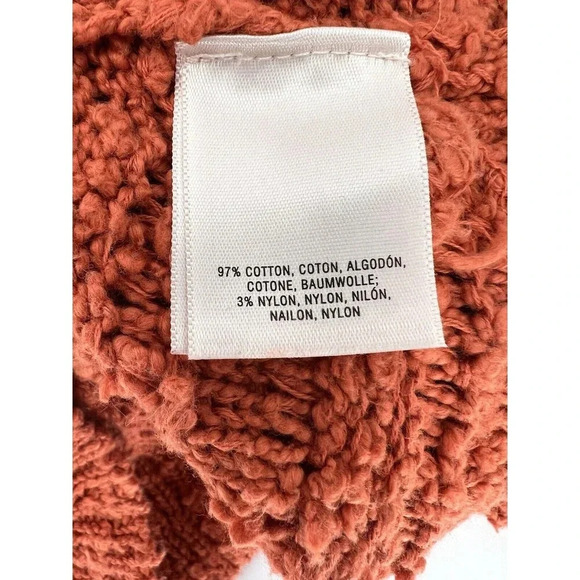 97% COTTON, COTON, ALGODÓN,
COTONE, BAUMWOLLE;
3% NYLON, NYLON, NILÓN,
NAILON, NYLON